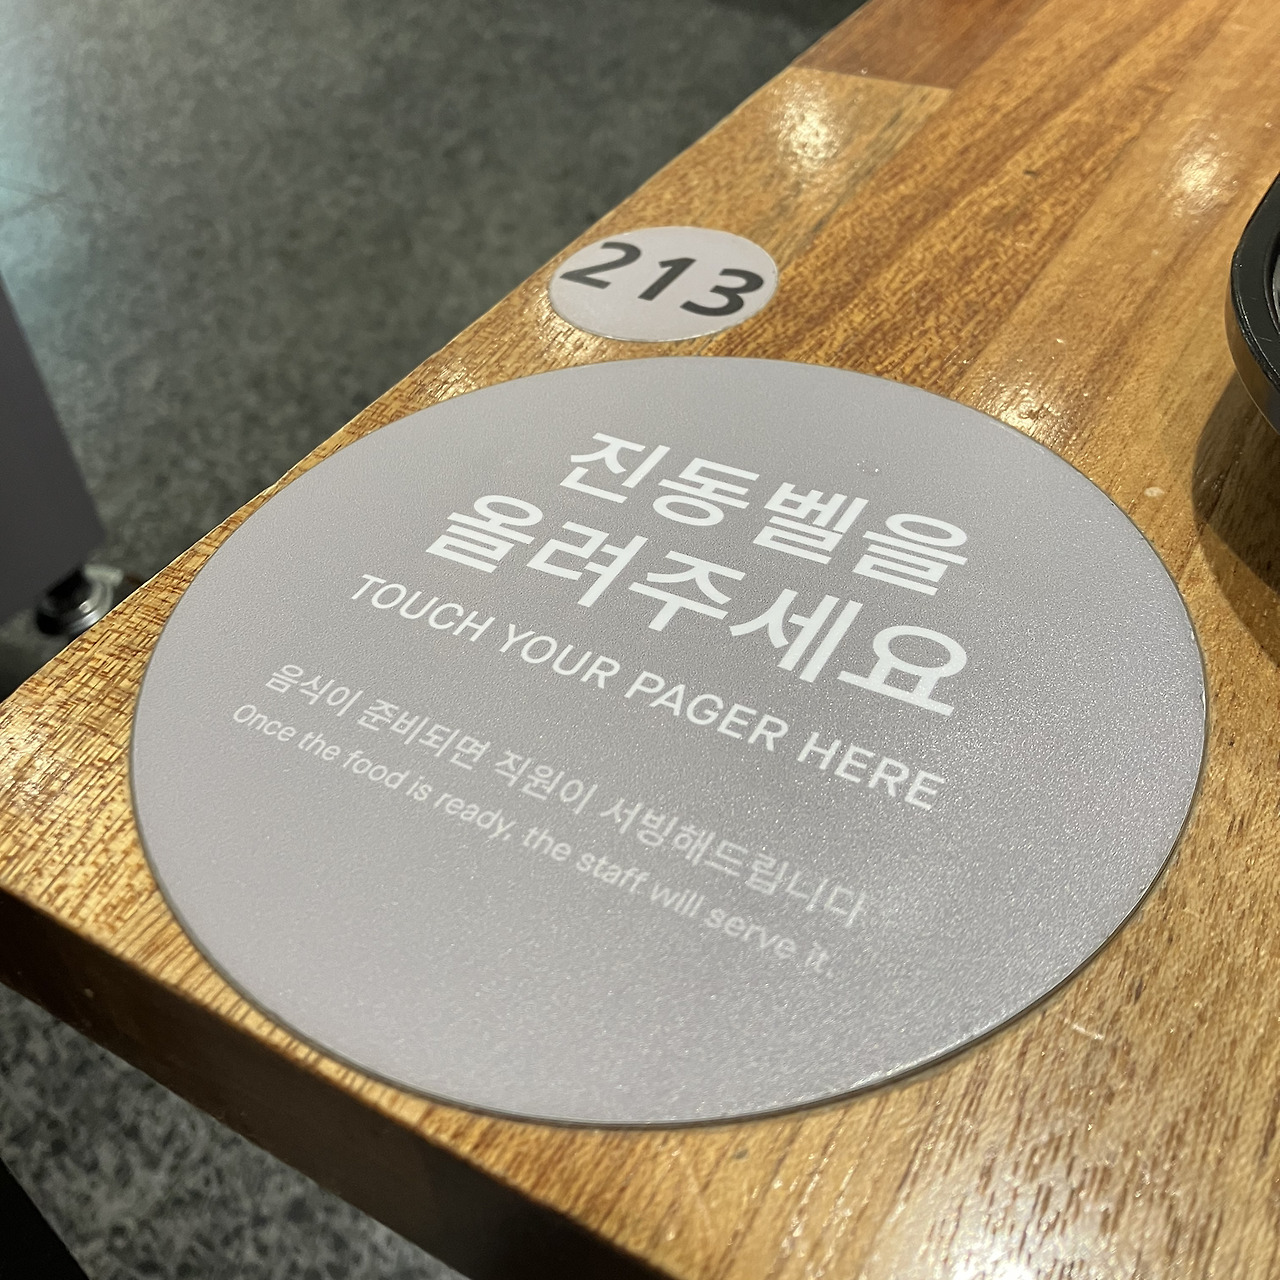 213
진동벨을
올려주세요
TOUCH YOUR PAGER HERE
음식이 준비되면 직원이 서빙해드립니다
Once the food is ready, the staff will serve it.